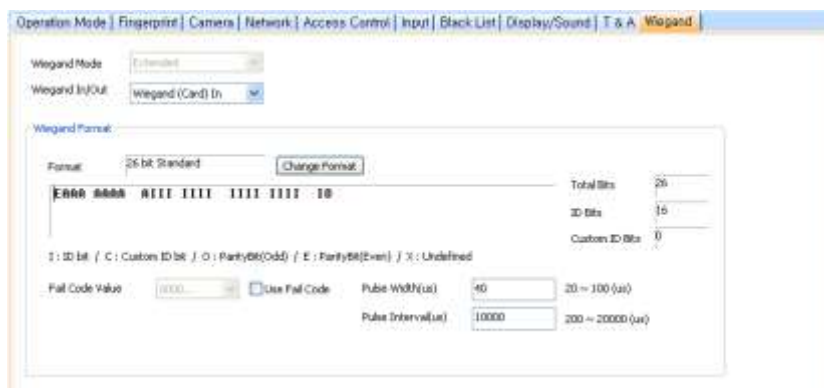 Operation Mode | Fingerprint | Camera | Network | Access Control | Input | Black List | Display/Sound | T & A | Wiegand
Wiegand Mode Extended
Wiegand In/Out Wiegand (Card) In
Wiegand Format
Format 26 bit Standard Change Format
EAAA AAAA AIII IIII IIII IIII IO
Total Bits 26
ID Bits 16
Custom ID Bits 0
I : ID bit / C : Custom ID bit / O : ParityBit(Odd) / E : ParityBit(Even) / X : Undefined
Fail Code Value 0000... Use Fail Code Pulse Width(us) 40 20 ~ 100 (us)
Pulse Interval(us) 10000 200 ~ 20000 (us)